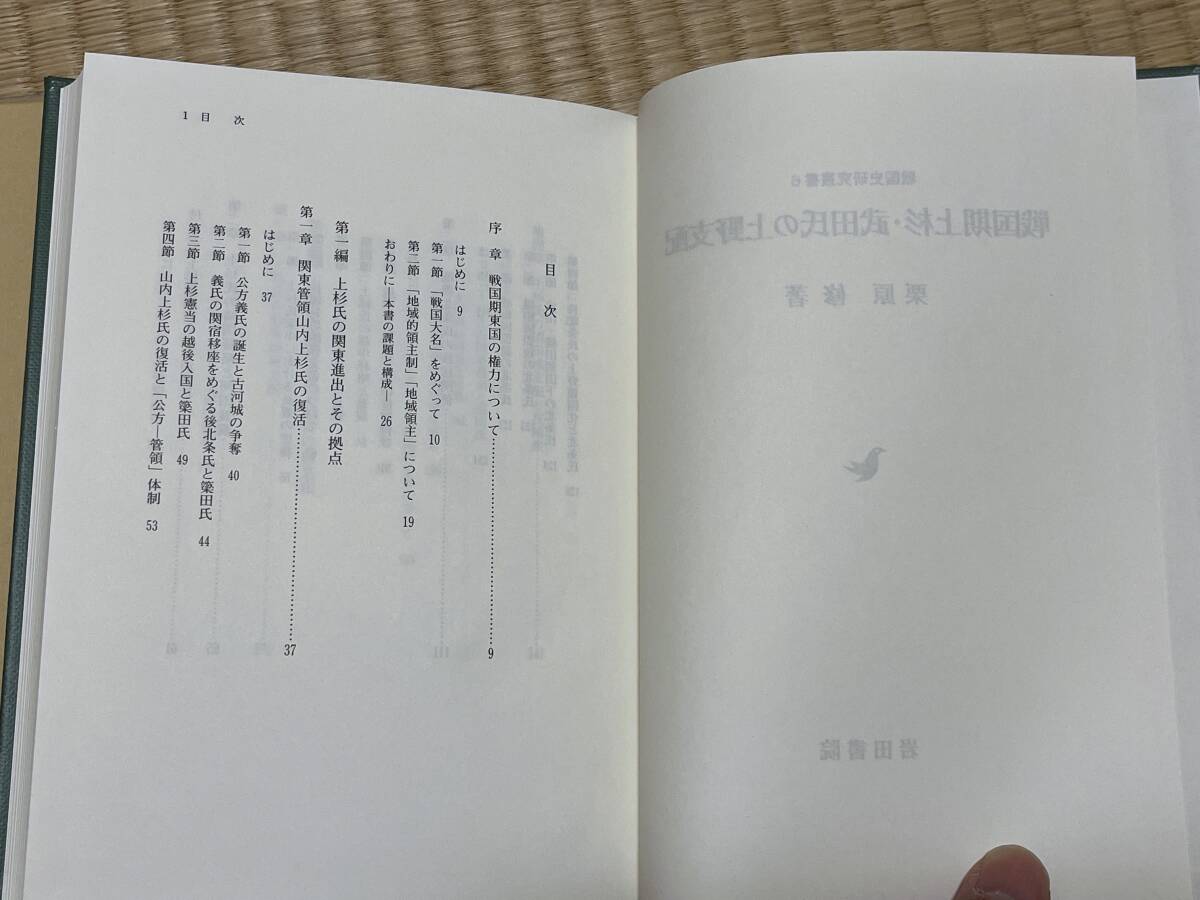 戦国史研究叢書6
戦国期上杉・武田氏の上野支配
栗原 修著
岩田書院
1 目 次
目 次
序 章 戦国期東国の権力について……………………………9
はじめに 9
第一節 「戦国大名」をめぐって 10
第二節 「地域的領主制」「地域領主」について 19
おわりに―本書の課題と構成― 26
第一編 上杉氏の関東進出とその拠点
第一章 関東管領山内上杉氏の復活……………………………37
はじめに 37
第一節 公方義氏の誕生と古河城の争奪 40
第二節 義氏の関宿移座をめぐる後北条氏と簗田氏 44
第三節 上杉憲当の越後入国と簗田氏 49
第四節 山内上杉氏の復活と「公方―管領」体制 53